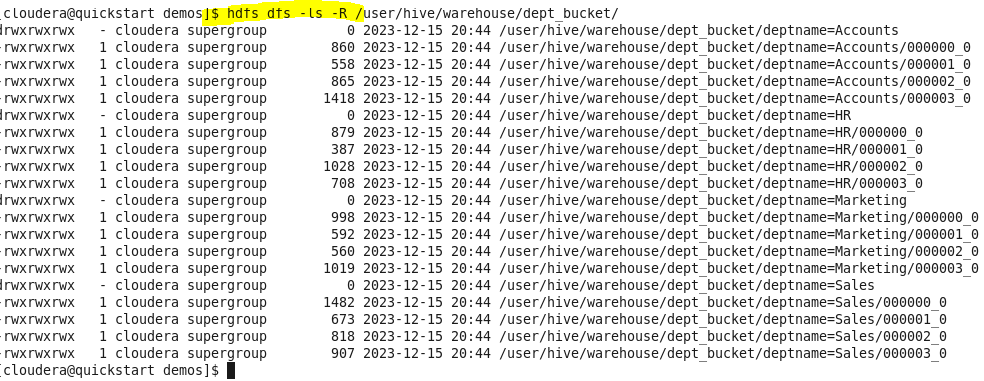 [cloudera@quickstart demos]$ hdfs dfs -ls -R /user/hive/warehouse/dept_bucket/
drwxrwxrwx   - cloudera supergroup          0 2023-12-15 20:44 /user/hive/warehouse/dept_bucket/deptname=Accounts
-rwxrwxrwx   1 cloudera supergroup        860 2023-12-15 20:44 /user/hive/warehouse/dept_bucket/deptname=Accounts/000000_0
-rwxrwxrwx   1 cloudera supergroup        558 2023-12-15 20:44 /user/hive/warehouse/dept_bucket/deptname=Accounts/000001_0
-rwxrwxrwx   1 cloudera supergroup        865 2023-12-15 20:44 /user/hive/warehouse/dept_bucket/deptname=Accounts/000002_0
-rwxrwxrwx   1 cloudera supergroup       1418 2023-12-15 20:44 /user/hive/warehouse/dept_bucket/deptname=Accounts/000003_0
drwxrwxrwx   - cloudera supergroup          0 2023-12-15 20:44 /user/hive/warehouse/dept_bucket/deptname=HR
-rwxrwxrwx   1 cloudera supergroup        879 2023-12-15 20:44 /user/hive/warehouse/dept_bucket/deptname=HR/000000_0
-rwxrwxrwx   1 cloudera supergroup        387 2023-12-15 20:44 /user/hive/warehouse/dept_bucket/deptname=HR/000001_0
-rwxrwxrwx   1 cloudera supergroup       1028 2023-12-15 20:44 /user/hive/warehouse/dept_bucket/deptname=HR/000002_0
-rwxrwxrwx   1 cloudera supergroup        708 2023-12-15 20:44 /user/hive/warehouse/dept_bucket/deptname=HR/000003_0
drwxrwxrwx   - cloudera supergroup          0 2023-12-15 20:44 /user/hive/warehouse/dept_bucket/deptname=Marketing
-rwxrwxrwx   1 cloudera supergroup        998 2023-12-15 20:44 /user/hive/warehouse/dept_bucket/deptname=Marketing/000000_0
-rwxrwxrwx   1 cloudera supergroup        592 2023-12-15 20:44 /user/hive/warehouse/dept_bucket/deptname=Marketing/000001_0
-rwxrwxrwx   1 cloudera supergroup        560 2023-12-15 20:44 /user/hive/warehouse/dept_bucket/deptname=Marketing/000002_0
-rwxrwxrwx   1 cloudera supergroup       1019 2023-12-15 20:44 /user/hive/warehouse/dept_bucket/deptname=Marketing/000003_0
drwxrwxrwx   - cloudera supergroup          0 2023-12-15 20:44 /user/hive/warehouse/dept_bucket/deptname=Sales
-rwxrwxrwx   1 cloudera supergroup       1482 2023-12-15 20:44 /user/hive/warehouse/dept_bucket/deptname=Sales/000000_0
-rwxrwxrwx   1 cloudera supergroup        673 2023-12-15 20:44 /user/hive/warehouse/dept_bucket/deptname=Sales/000001_0
-rwxrwxrwx   1 cloudera supergroup        818 2023-12-15 20:44 /user/hive/warehouse/dept_bucket/deptname=Sales/000002_0
-rwxrwxrwx   1 cloudera supergroup        907 2023-12-15 20:44 /user/hive/warehouse/dept_bucket/deptname=Sales/000003_0
[cloudera@quickstart demos]$